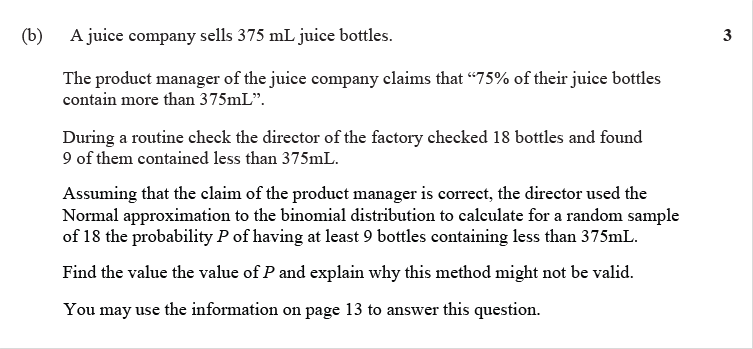 (b) A juice company sells 375 mL juice bottles. 3
The product manager of the juice company claims that “75% of their juice bottles
contain more than 375mL”.
During a routine check the director of the factory checked 18 bottles and found
9 of them contained less than 375mL.
Assuming that the claim of the product manager is correct, the director used the
Normal approximation to the binomial distribution to calculate for a random sample
of 18 the probability P of having at least 9 bottles containing less than 375mL.
Find the value the value of P and explain why this method might not be valid.
You may use the information on page 13 to answer this question.